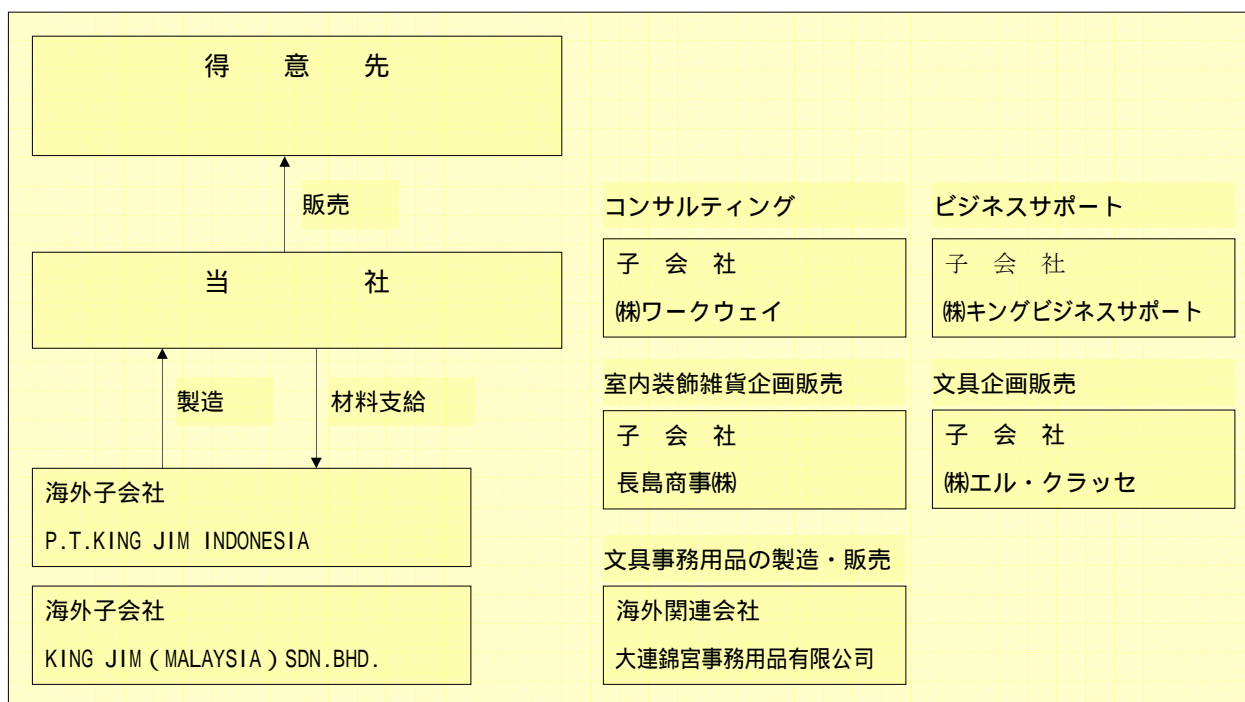 得　意　先
販売
当　社
製造
材料支給
海外子会社
P.T.KING JIM INDONESIA
海外子会社
KING JIM（MALAYSIA）SDN.BHD.
コンサルティング
子　会　社
㈱ワークウェイ
ビジネスサポート
子　会　社
㈱キングビジネスサポート
室内装飾雑貨企画販売
子　会　社
長島商事㈱
文具企画販売
子　会　社
㈱エル・クラッセ
文具事務用品の製造・販売
海外関連会社
大連錦宮事務用品有限公司